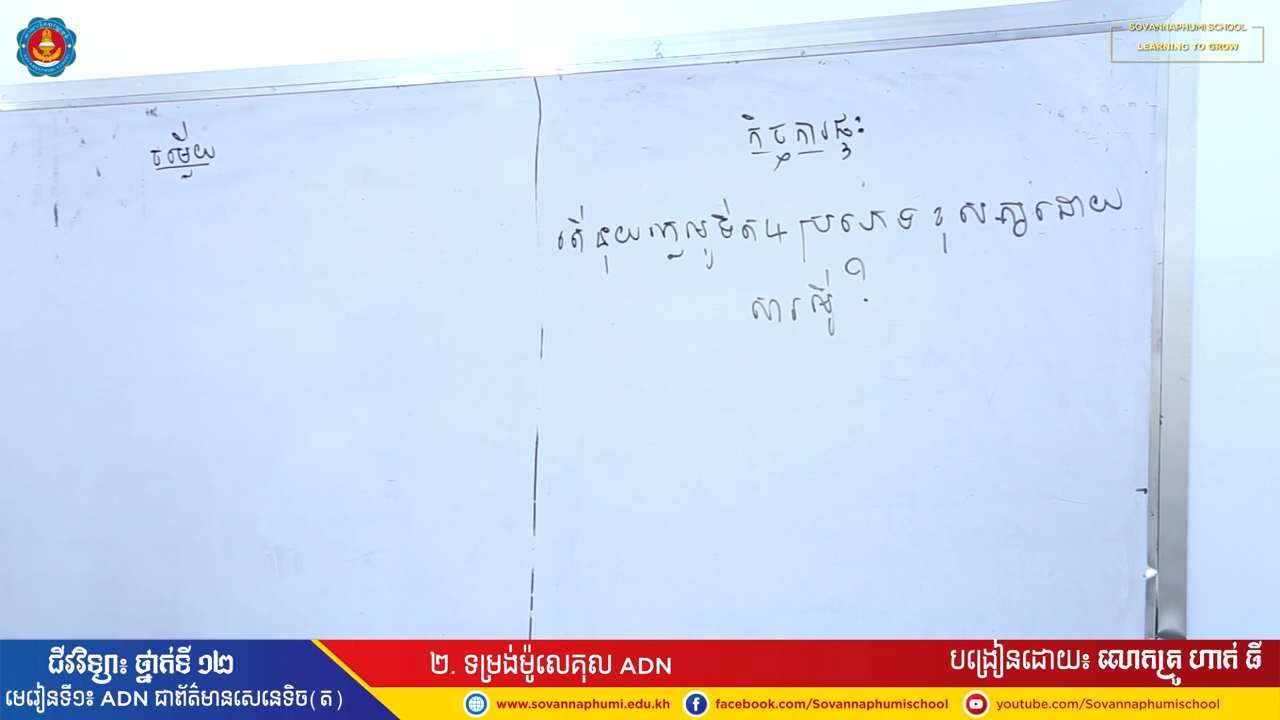 SOVANNAPHUMI SCHOOL
LEARNING TO GROW
ចម្លើយ
កិច្ចការផ្ទះ
តើនុយក្លេអូទីត ៤ ប្រភេទខុសគ្នាដោយ
សារអ្វី ?
ជីវវិទ្យា៖ ថ្នាក់ទី ១២
មេរៀនទី១៖ ADN ជាព័ត៌មានសេនេទិច(ត)
២. ទម្រង់ម៉ូលេគុល ADN
បង្រៀនដោយ៖ លោកគ្រូ ហាក់ ធី
www.sovannaphumi.edu.kh
facebook.com/Sovannaphumischool
youtube.com/Sovannaphumischool